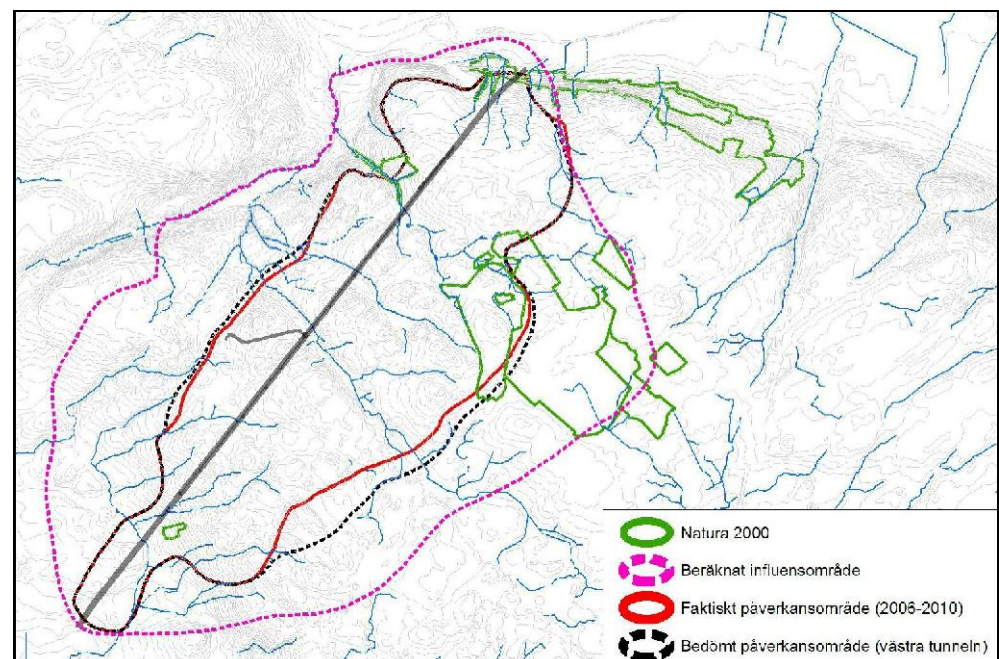 Natura 2000
Beräknat influensområde
Faktiskt påverkansområde (2006-2010)
Bedömt påverkansområde (västra tunneln)